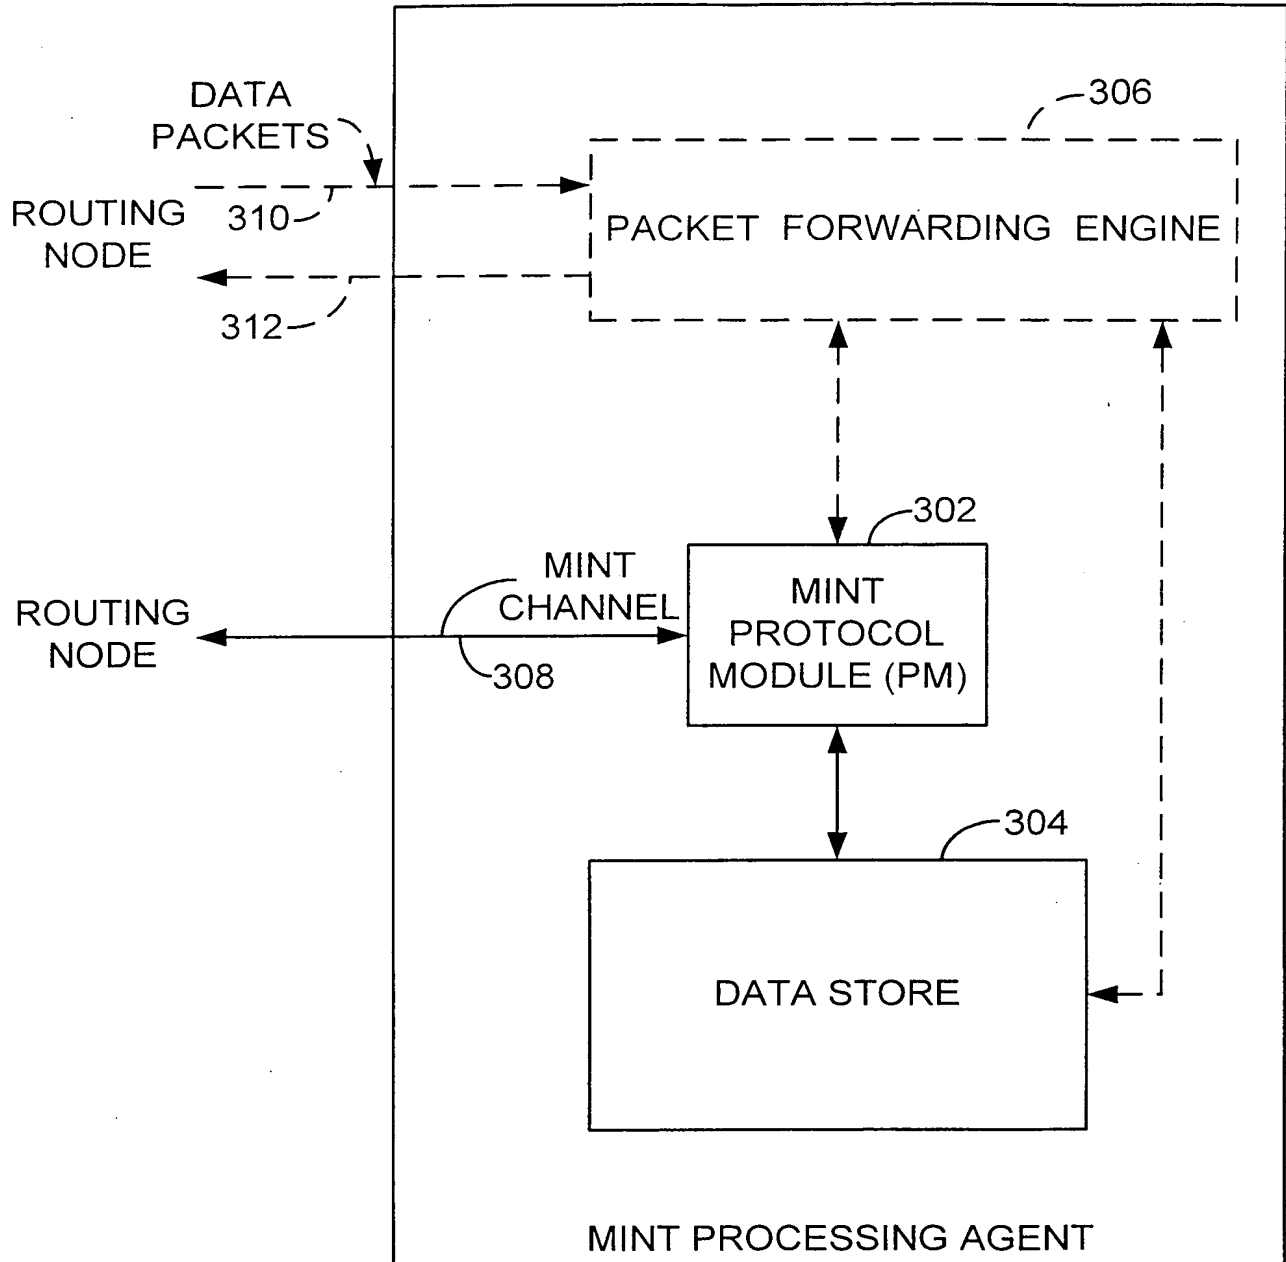 DATA
PACKETS
306
310
ROUTING
NODE
PACKET FORWARDING ENGINE
312
302
MINT
CHANNEL
MINT
PROTOCOL
MODULE (PM)
ROUTING
NODE
308
304
DATA STORE
MINT PROCESSING AGENT